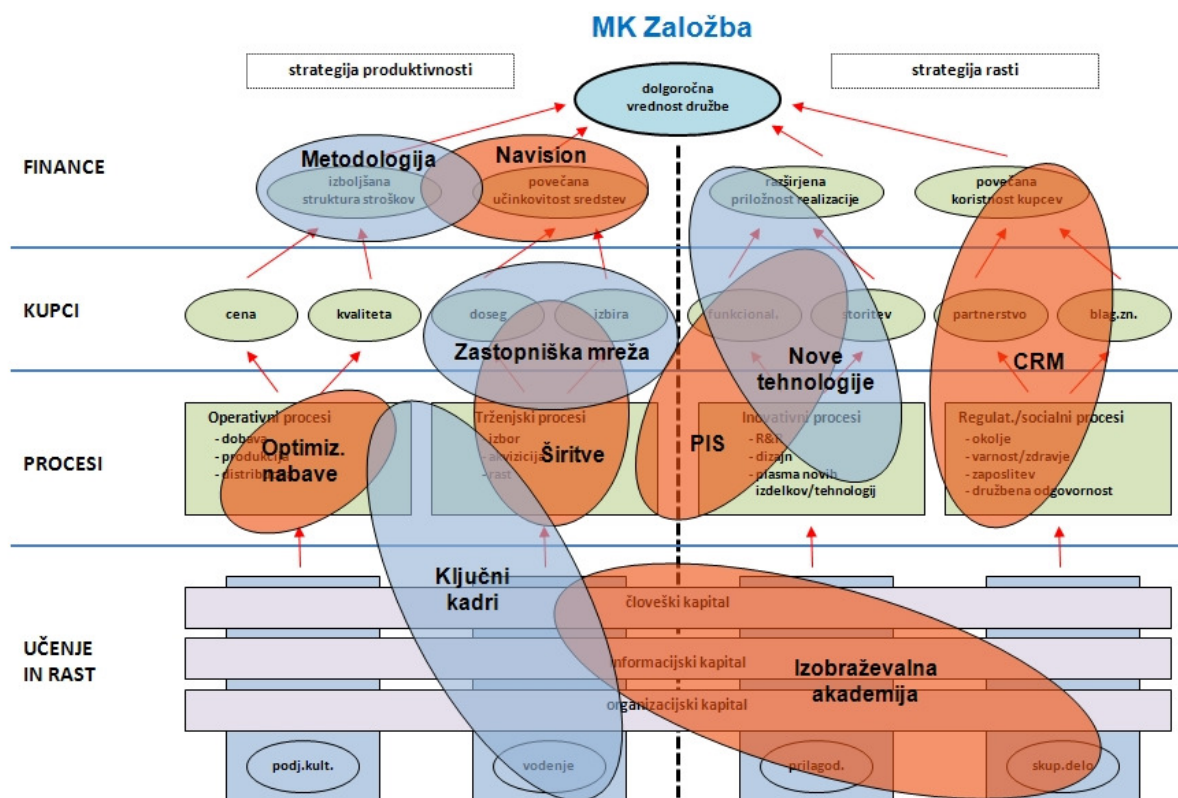 MK Založba
strategija produktivnosti
strategija rasti
dolgoročna
vrednost družbe
FINANCE
Metodologija
izboljšana
struktura stroškov
Navision
povečana
učinkovitost sredstev
razširjena
priložnost realizacije
povečana
koristnost kupcev
KUPCI
cena
kvaliteta
doseg
izbira
funkcional.
storitev
partnerstvo
blag.zn.
Zastopniška mreža
Nove
tehnologije
CRM
PROCESI
Operativni procesi
- dobava
- produkcija
- distribucija
Optimiz.
nabave
Trženjski procesi
- izbor
- akvizicija
- rast
Širitve
PIS
Inovativni procesi
- dizajn
- plasma novih
izdelkov/tehnologij
Regulat./socialni procesi
- okolje
- varnost/zdravje
- zaposlitev
- družbena odgovornost
UČENJE
IN RAST
Ključni
kadri
človeški kapital
informacijski kapital
organizacijski kapital
Izobraževalna
akademija
podj.kult.
vodenje
prilagod.
skup.delo